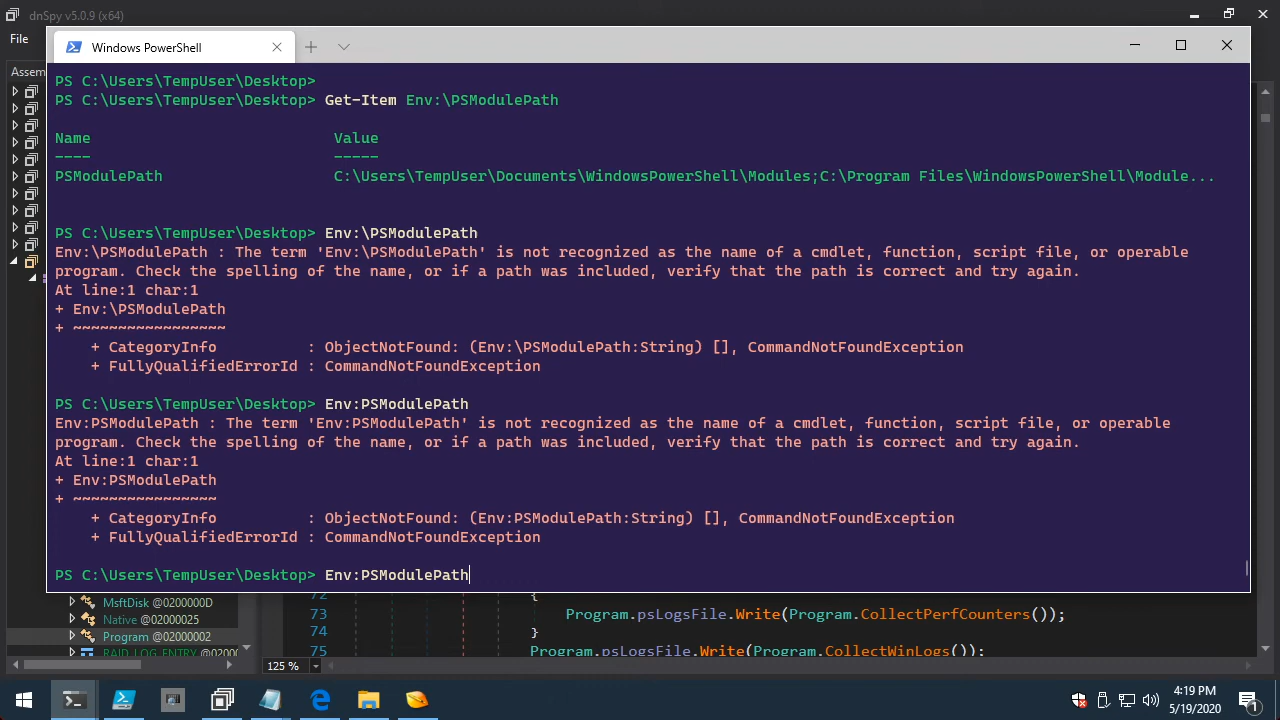 dnSpy v5.0.9 (x64)
File
Windows PowerShell
Assem
PS C:\Users\TempUser\Desktop>
PS C:\Users\TempUser\Desktop> Get-Item Env:\PSModulePath
Name Value
---- -----
PSModulePath C:\Users\TempUser\Documents\WindowsPowerShell\Modules;C:\Program Files\WindowsPowerShell\Module...
PS C:\Users\TempUser\Desktop> Env:\PSModulePath
Env:\PSModulePath : The term 'Env:\PSModulePath' is not recognized as the name of a cmdlet, function, script file, or operable
program. Check the spelling of the name, or if a path was included, verify that the path is correct and try again.
At line:1 char:1
+ Env:\PSModulePath
+ ~~~~~~~~~~~~~~~~~
+ CategoryInfo : ObjectNotFound: (Env:\PSModulePath:String) [], CommandNotFoundException
+ FullyQualifiedErrorId : CommandNotFoundException
PS C:\Users\TempUser\Desktop> Env:PSModulePath
Env:PSModulePath : The term 'Env:PSModulePath' is not recognized as the name of a cmdlet, function, script file, or operable
program. Check the spelling of the name, or if a path was included, verify that the path is correct and try again.
At line:1 char:1
+ Env:PSModulePath
+ ~~~~~~~~~~~~~~~~
+ CategoryInfo : ObjectNotFound: (Env:PSModulePath:String) [], CommandNotFoundException
+ FullyQualifiedErrorId : CommandNotFoundException
PS C:\Users\TempUser\Desktop> Env:PSModulePath
MsftDisk @0200000D
Native @02000025
Program @02000002
RAID_LOG_ENTRY @0200
72 {
73 Program.psLogsFile.Write(Program.CollectPerfCounters());
74 }
75 Program.psLogsFile.Write(Program.CollectWinLogs());
125 %
4:19 PM
5/19/2020
1